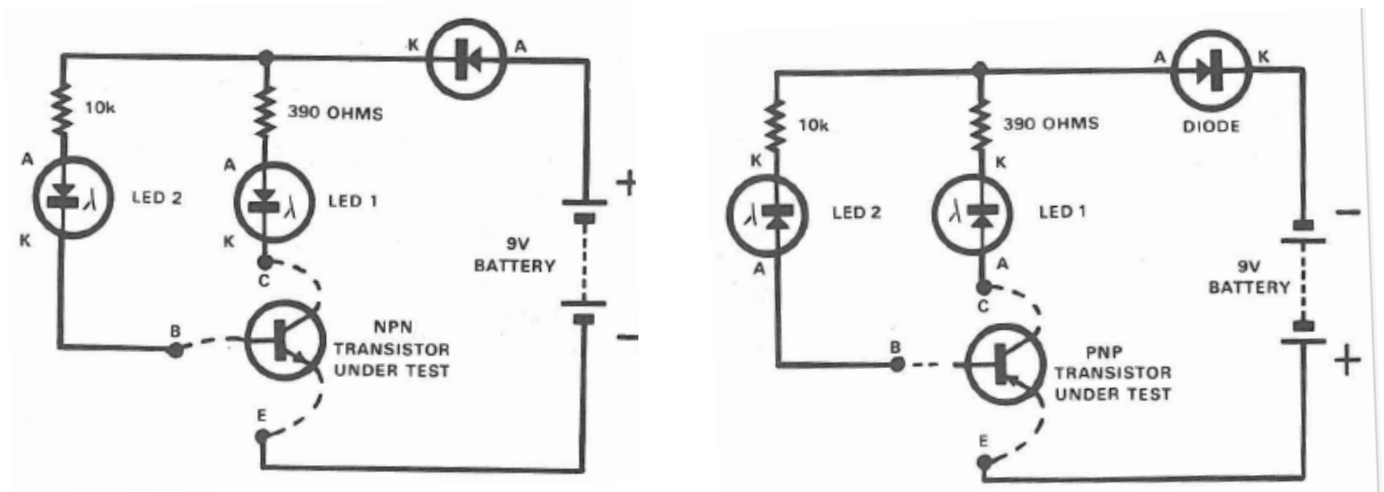 K
A
10k
390 OHMS
A
A
LED 2
LED 1
K
K
+
9V
BATTERY
C
B
NPN
TRANSISTOR
UNDER TEST
-
E
A
K
DIODE
10k
390 OHMS
K
K
λ
LED 2
λ
LED 1
A
A
-
9V
BATTERY
C
B
PNP
TRANSISTOR
UNDER TEST
+
E